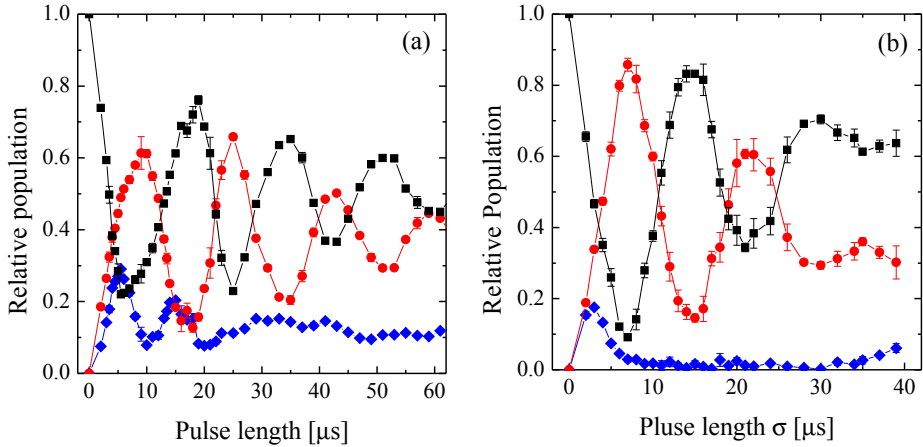 (a)
Relative population
1.0
0.8
0.6
0.4
0.2
0.0
0 10 20 30 40 50 60
Pulse length [μs]
(b)
Relative Population
1.0
0.8
0.6
0.4
0.2
0.0
0 10 20 30 40
Pluse length σ [μs]